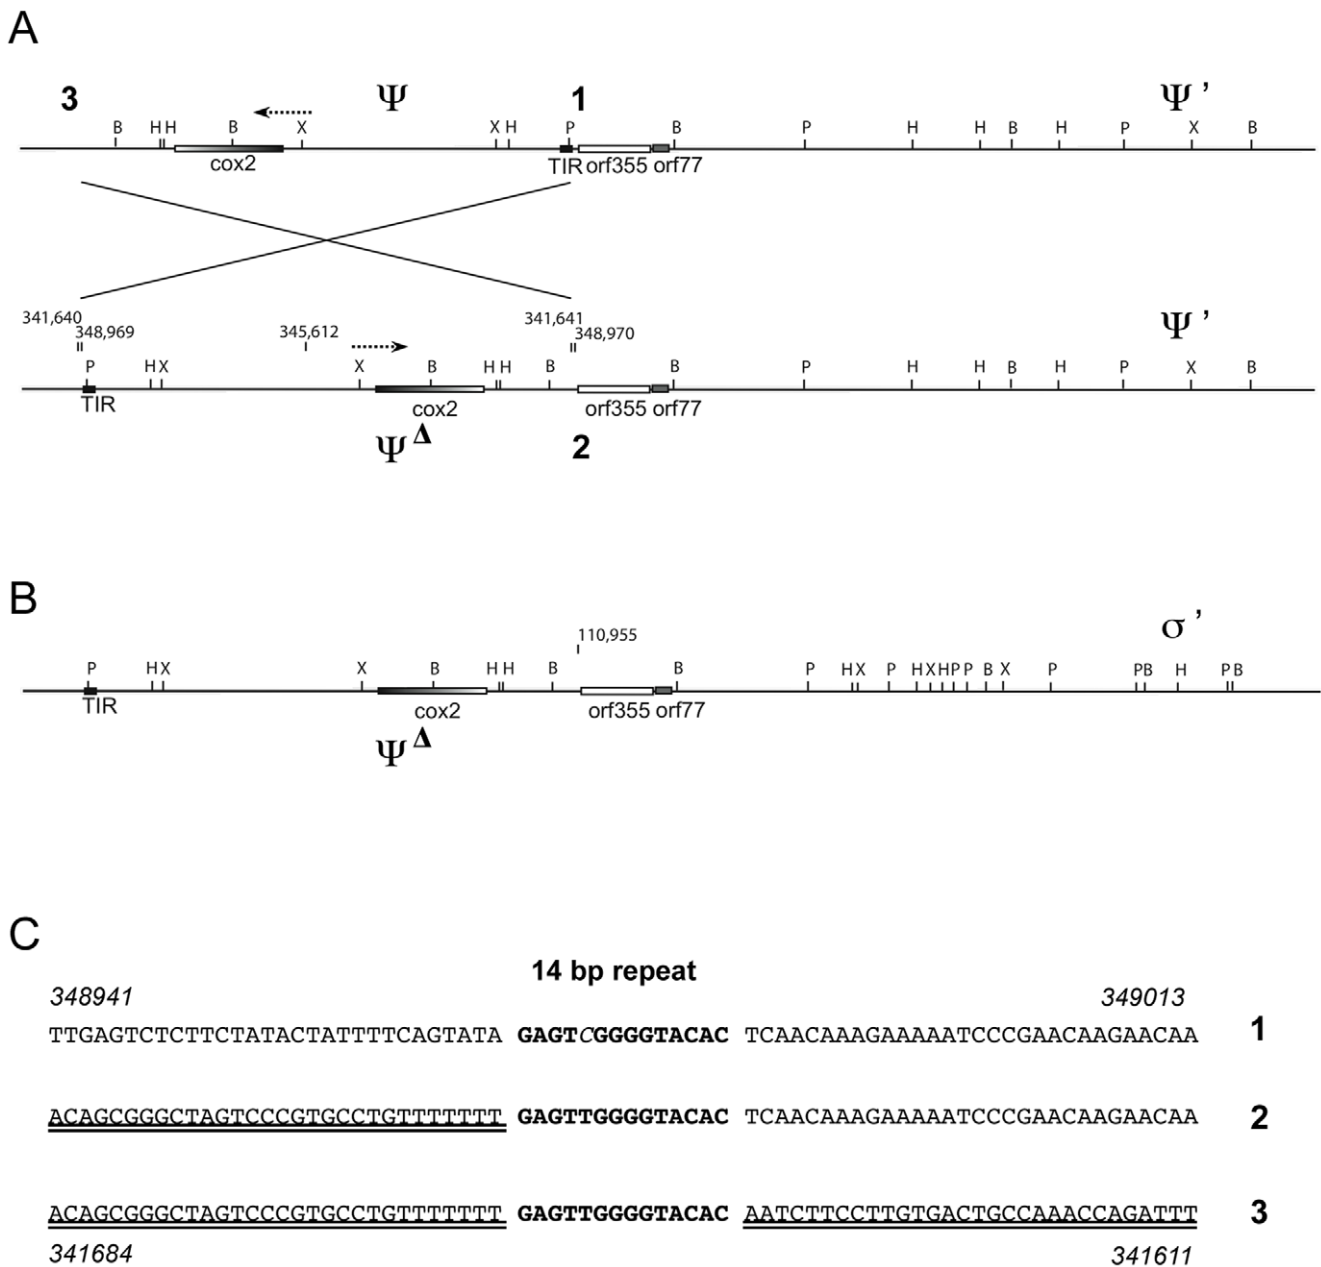 A
3 Ψ 1 Ψ ’
B HH B X X H P B P H H B H P X B
cox2 TIR orf355 orf77
341,640 345,612 341,641 Ψ ’
348,969 348,970
P H X X B H H B B P H H B H P X B
TIR cox2 orf355 orf77
Ψ Δ 2
B
110,955 σ ’
P H X X B H H B B P H X P H X H P P B X P P B H P B
TIR cox2 orf355 orf77
Ψ Δ
C
14 bp repeat
348941 349013
TTGAGTCTCTTCTATACTATTTTCAGTATA GAGTCGGGGTACAC TCAACAAAGAAAAATCCCGAACAAGAACAA 1
ACAGCGGGCTAGTCCCGTGCCTGTTTTTTT GAGTTGGGGTACAC TCAACAAAGAAAAATCCCGAACAAGAACAA 2
ACAGCGGGCTAGTCCCGTGCCTGTTTTTTT GAGTTGGGGTACAC AATCTTCCTTGTGACTGCCAAACCAGATTT 3
341684 341611